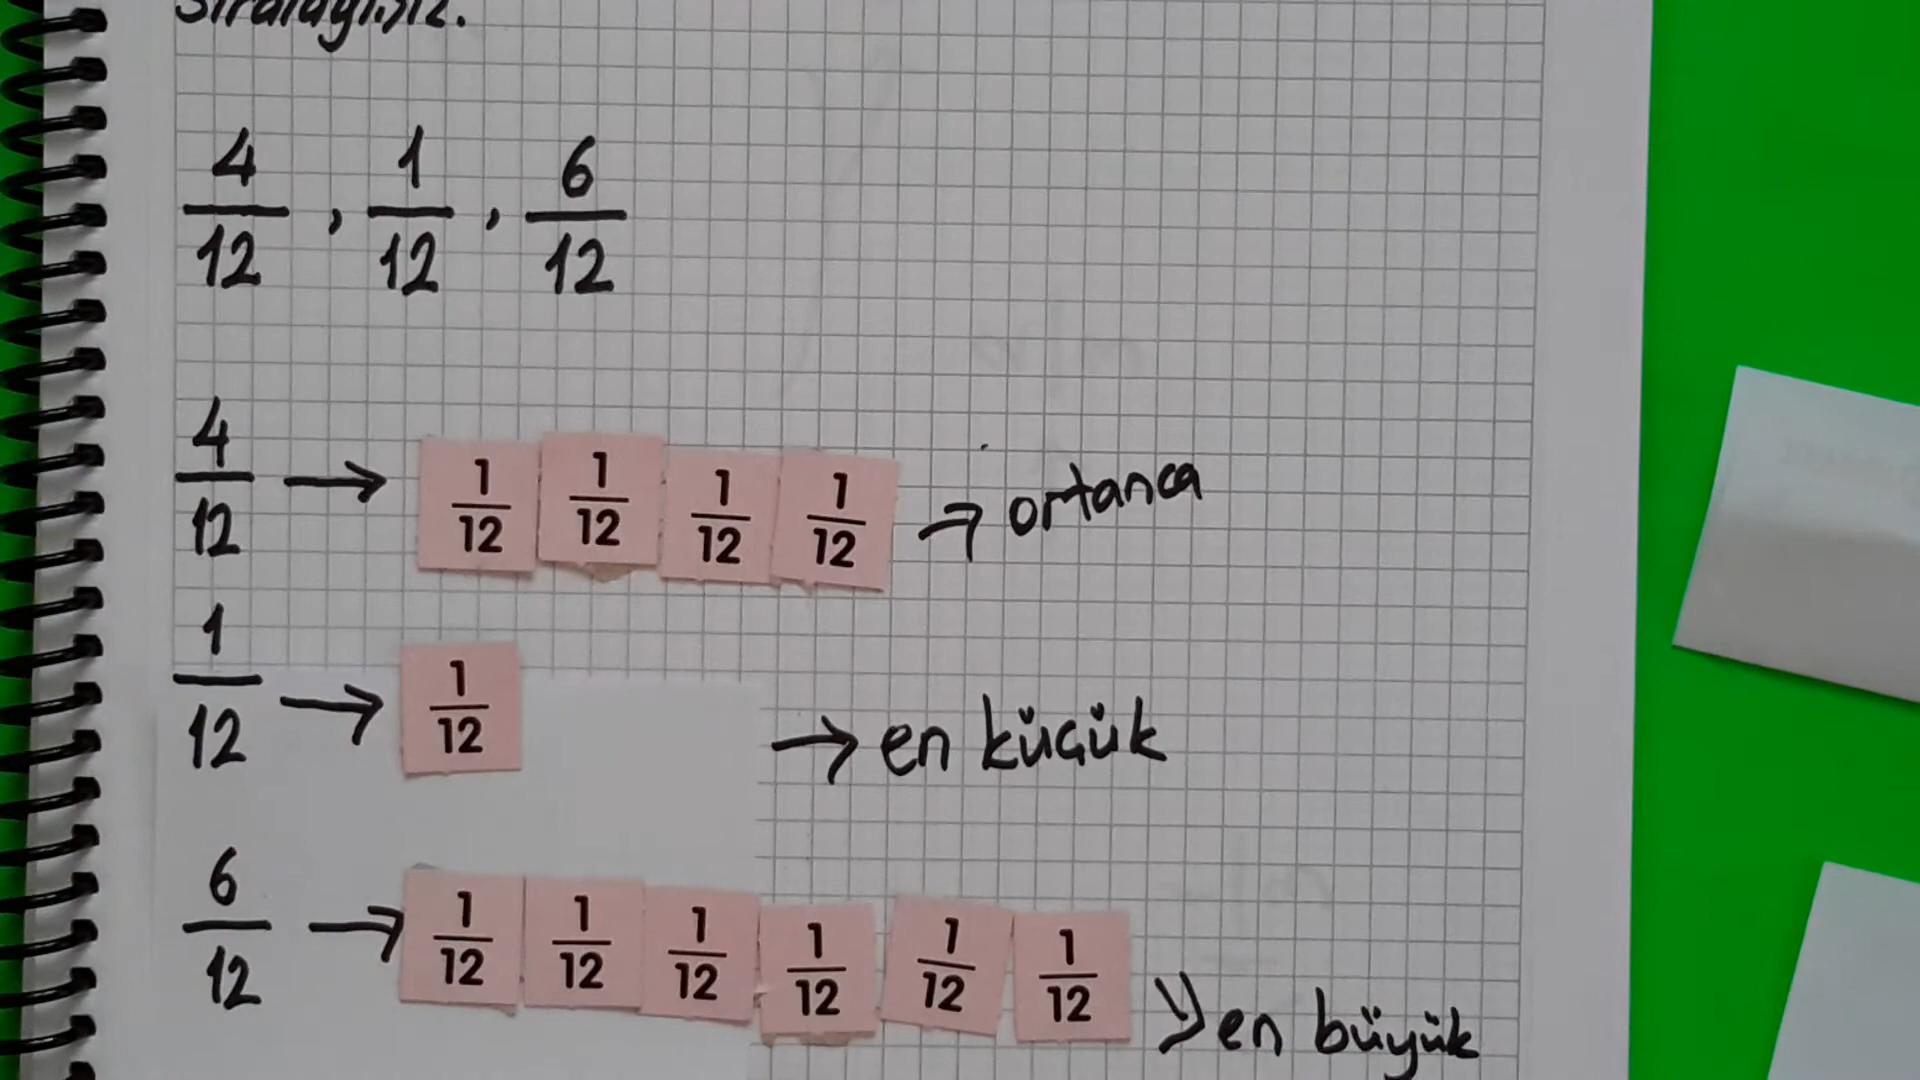 Sıralayınız.
4/12 , 1/12 , 6/12
4/12 → 1/12 1/12 1/12 1/12 → ortanca
1/12 → 1/12 → en küçük
6/12 → 1/12 1/12 1/12 1/12 1/12 1/12 → en büyük